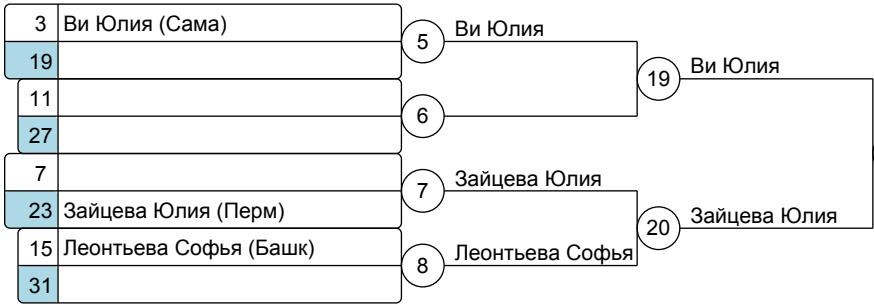 3 Ви Юлия (Сама)
5 Ви Юлия
19
19 Ви Юлия
11
6
27
7
7 Зайцева Юлия
23 Зайцева Юлия (Перм)
20 Зайцева Юлия
15 Леонтьева Софья (Башк)
8 Леонтьева Софья
31